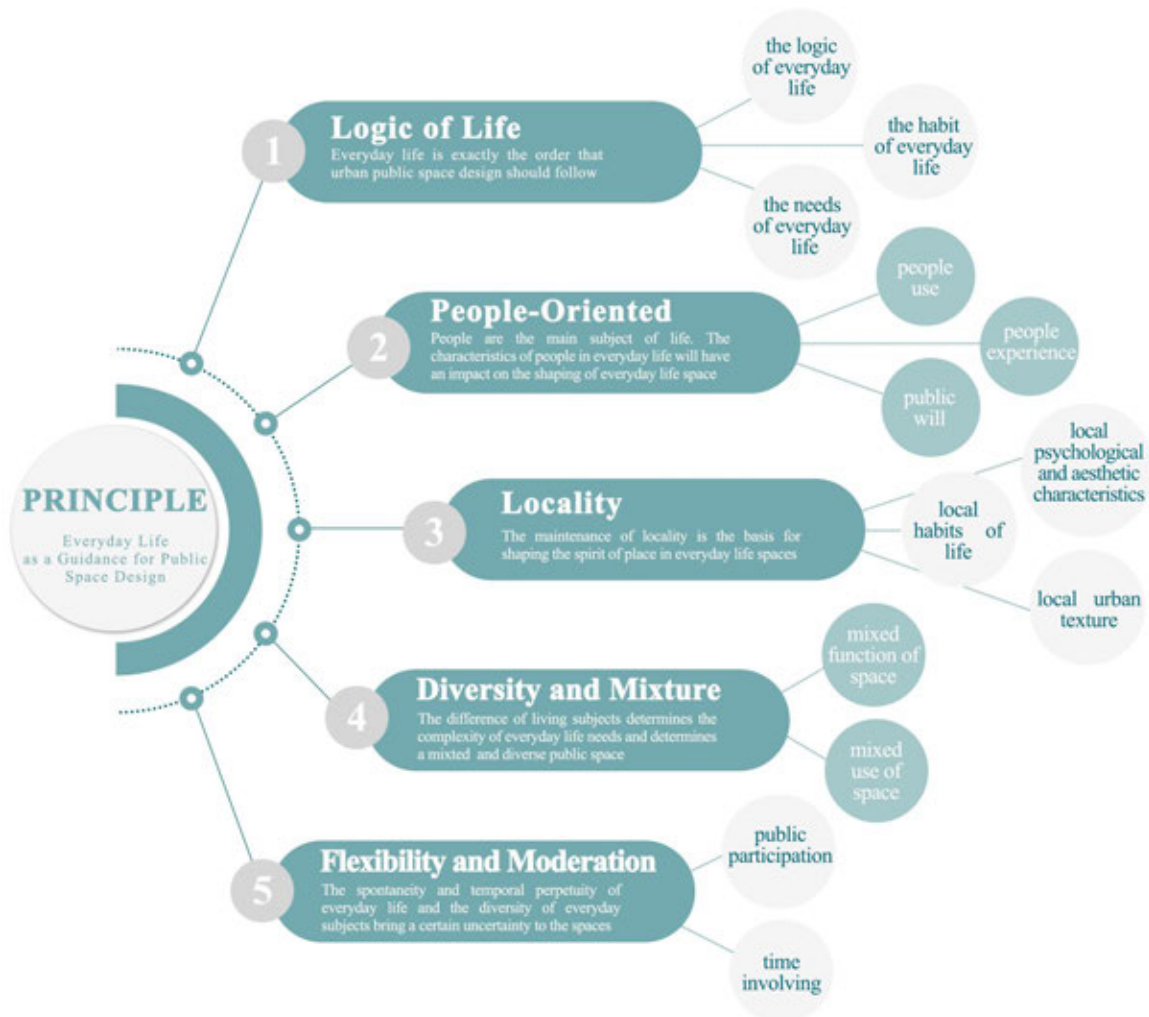 PRINCIPLE
Everyday Life
as a Guidance for Public
Space Design
1
Logic of Life
Everyday life is exactly the order that
urban public space design should follow
the logic
of everyday
life
the habit
of everyday
life
the needs
of everyday
life
2
People-Oriented
People are the main subject of life. The
characteristics of people in everyday life will have
an impact on the shaping of everyday life space
people
use
people
experience
public
will
3
Locality
The maintenance of locality is the basis for
shaping the spirit of place in everyday life spaces
local
psychological
and aesthetic
characteristics
local
habits of
life
local urban
texture
4
Diversity and Mixture
The difference of living subjects determines the
complexity of everyday life needs and determines
a mixted and diverse public space
mixed
function of
space
mixed
use of
space
5
Flexibility and Moderation
The spontaneity and temporal perpetuity of
everyday life and the diversity of everyday
subjects bring a certain uncertainty to the spaces
public
participation
time
involving